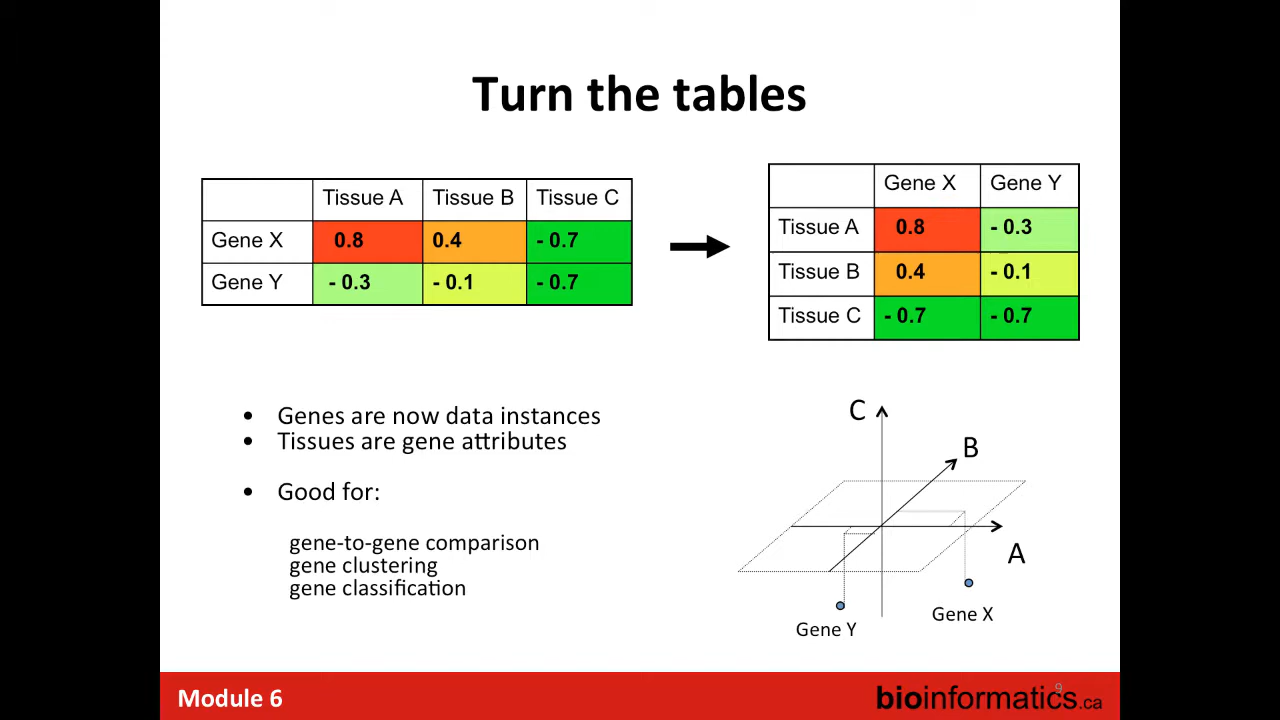 Turn the tables
Tissue A Tissue B Tissue C
Gene X 0.8 0.4 - 0.7
Gene Y - 0.3 - 0.1 - 0.7
Gene X Gene Y
Tissue A 0.8 - 0.3
Tissue B 0.4 - 0.1
Tissue C - 0.7 - 0.7
• Genes are now data instances
• Tissues are gene attributes
• Good for:
gene-to-gene comparison
gene clustering
gene classification
C
B
A
Gene X
Gene Y
Module 6
9
bioinformatics.ca